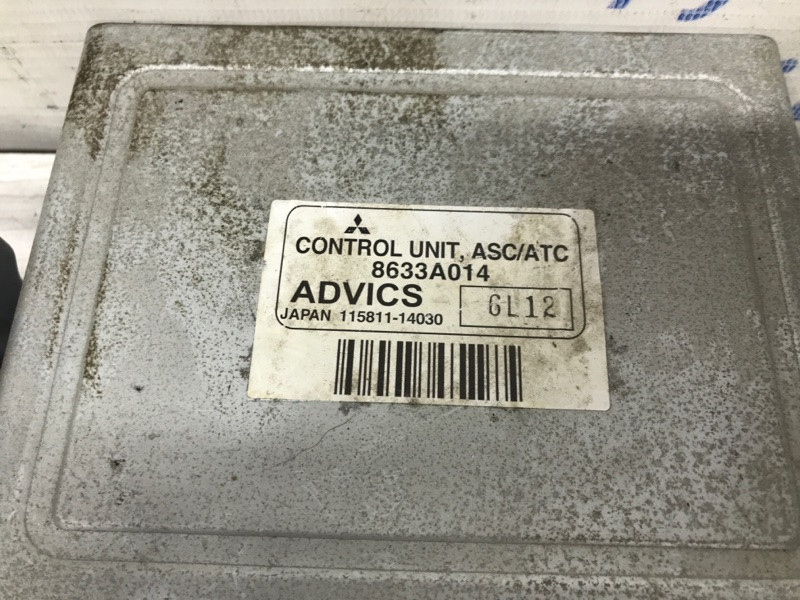 CONTROL UNIT, ASC/ATC
8633A014
ADVICS 6L12
JAPAN 115811-14030